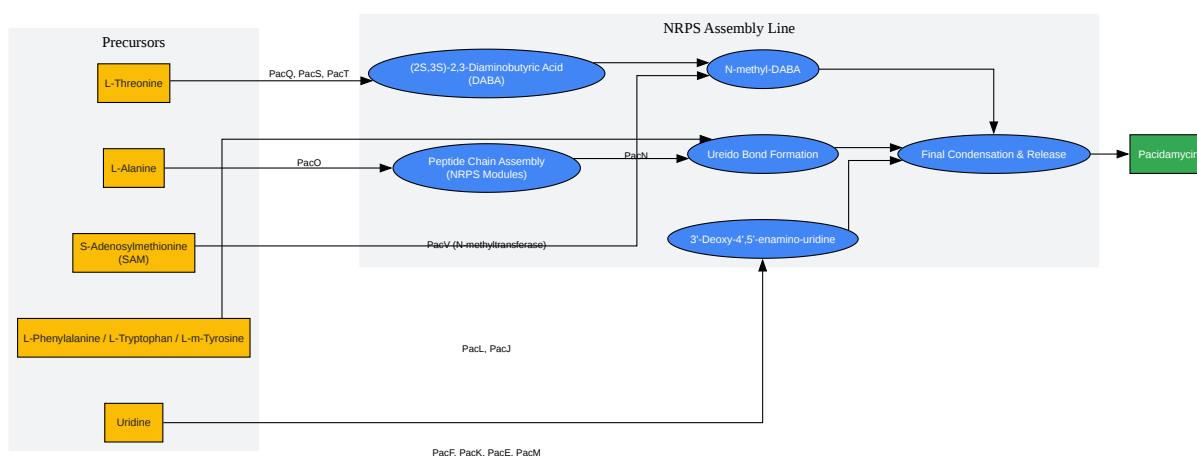 NRPS Assembly Line
Precursors
(2S,3S)-2,3-Diaminobutyric Acid
(DABA)
N-methyl-DABA
L-Threonine
PacQ, PacS, PacT
L-Alanine
PacO
Peptide Chain Assembly
(NRPS Modules)
PacN
Ureido Bond Formation
Final Condensation & Release
Pacidamycin
S-Adenosylmethionine
(SAM)
PacV (N-methyltransferase)
3'-Deoxy-4',5'-enamino-uridine
L-Phenylalanine / L-Tryptophan / L-m-Tyrosine
PacL, PacJ
Uridine
PacF, PacK, PacE, PacM